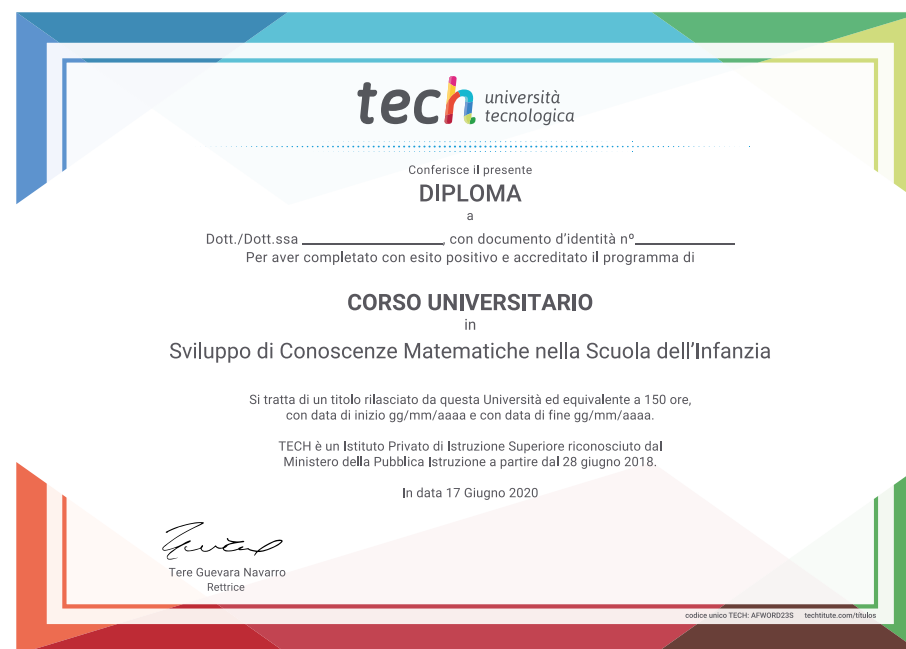 tech università
tecnologica
Conferisce il presente
DIPLOMA
a
Dott./Dott.ssa ____________________, con documento d'identità nº______________
Per aver completato con esito positivo e accreditato il programma di
CORSO UNIVERSITARIO
in
Sviluppo di Conoscenze Matematiche nella Scuola dell'Infanzia
Si tratta di un titolo rilasciato da questa Università ed equivalente a 150 ore,
con data di inizio gg/mm/aaaa e con data di fine gg/mm/aaaa.
TECH è un Istituto Privato di Istruzione Superiore riconosciuto dal
Ministero della Pubblica Istruzione a partire dal 28 giugno 2018.
In data 17 Giugno 2020
Tere Guevara Navarro
Rettrice
codice unico TECH: AFWORD23S techtitute.com/titulos